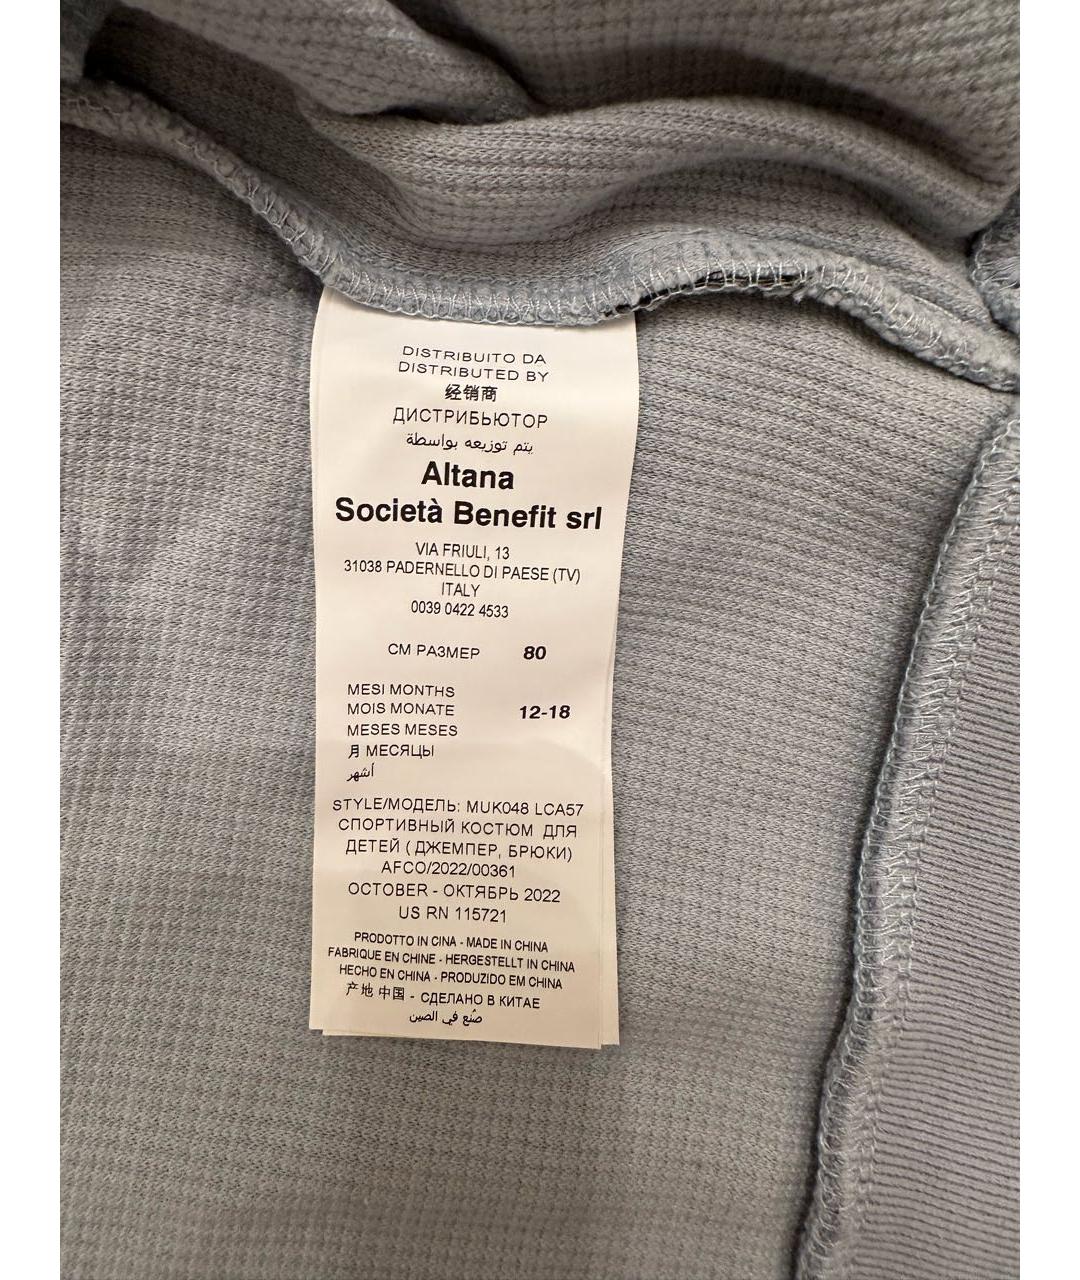 DISTRIBUITO DA
DISTRIBUTED BY
经销商
ДИСТРИБЬЮТОР
يتم توزيعه بواسطة
Altana
Società Benefit srl
VIA FRIULI, 13
31038 PADERNELLO DI PAESE (TV)
ITALY
0039 0422 4533
СМ РАЗМЕР 80
MESI MONTHS
MOIS MONATE 12-18
MESES MESES
月 МЕСЯЦЫ
أشهر
STYLE/МОДЕЛЬ: MUK048 LCA57
СПОРТИВНЫЙ КОСТЮМ ДЛЯ
ДЕТЕЙ ( ДЖЕМПЕР, БРЮКИ)
AFCO/2022/00361
OCTOBER - ОКТЯБРЬ 2022
US RN 115721
PRODOTTO IN CINA - MADE IN CHINA
FABRIQUE EN CHINE - HERGESTELLT IN CHINA
HECHO EN CHINA - PRODUZIDO EM CHINA
产地 中国 - СДЕЛАНО В КИТАЕ
صُنع في الصين